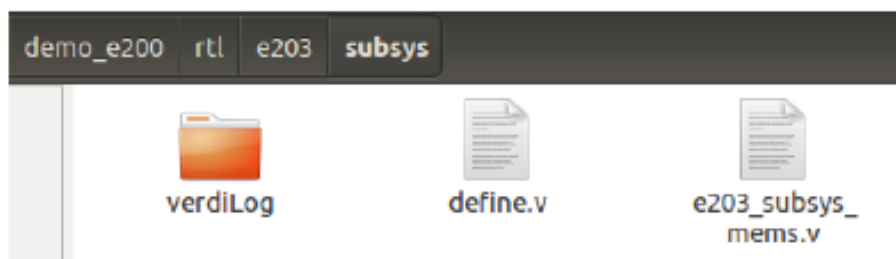 demo_e200 rtl e203 subsys
verdiLog define.v e203_subsys_
mems.v